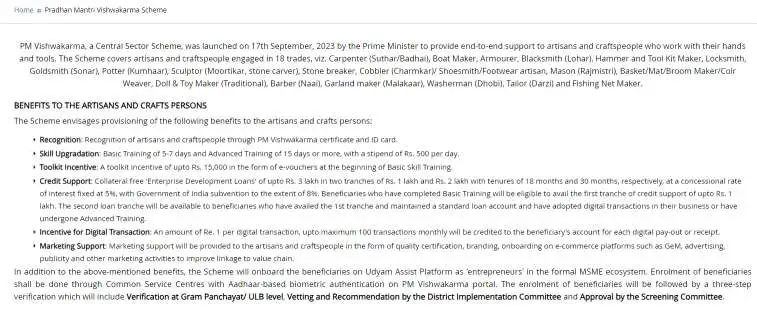 Home » Pradhan Mantri Vishwakarma Scheme
PM Vishwakarma, a Central Sector Scheme, was launched on 17th September, 2023 by the Prime Minister to provide end-to-end support to artisans and craftspeople who work with their hands
and tools. The Scheme covers artisans and craftspeople engaged in 18 trades, viz. Carpenter (Suthar/Badhai), Boat Maker, Armourer, Blacksmith (Lohar), Hammer and Tool Kit Maker, Locksmith,
Goldsmith (Sonar), Potter (Kumhaar), Sculptor (Moortikar, stone carver), Stone breaker, Cobbler (Charmkar)/ Shoesmith/Footwear artisan, Mason (Rajmistri), Basket/Mat/Broom Maker/Coir
Weaver, Doll & Toy Maker (Traditional), Barber (Naai), Garland maker (Malakaar), Washerman (Dhobi), Tailor (Darzi) and Fishing Net Maker.
BENEFITS TO THE ARTISANS AND CRAFTS PERSONS
The Scheme envisages provisioning of the following benefits to the artisans and crafts persons:
Recognition: Recognition of artisans and craftspeople through PM Vishwakarma certificate and ID card.
Skill Upgradation: Basic Training of 5-7 days and Advanced Training of 15 days or more, with a stipend of Rs. 500 per day.
Toolkit Incentive: A toolkit incentive of upto Rs. 15,000 in the form of e-vouchers at the beginning of Basic Skill Training.
Credit Support: Collateral free 'Enterprise Development Loans' of upto Rs. 3 lakh in two tranches of Rs. 1 lakh and Rs. 2 lakh with tenures of 18 months and 30 months, respectively, at a concessional rate
of interest fixed at 5%, with Government of India subvention to the extent of 8%. Beneficiaries who have completed Basic Training will be eligible to avail the first tranche of credit support of upto Rs. 1
lakh. The second loan tranche will be available to beneficiaries who have availed the 1st tranche and maintained a standard loan account and have adopted digital transactions in their business or have
undergone Advanced Training.
Incentive for Digital Transaction: An amount of Re. 1 per digital transaction, upto maximum 100 transactions monthly will be credited to the beneficiary's account for each digital pay-out or receipt.
Marketing Support: Marketing support will be provided to the artisans and craftspeople in the form of quality certification, branding, onboarding on e-commerce platforms such as GeM, advertising,
publicity and other marketing activities to improve linkage to value chain.
In addition to the above-mentioned benefits, the Scheme will onboard the beneficiaries on Udyam Assist Platform as 'entrepreneurs' in the formal MSME ecosystem. Enrolment of beneficiaries
shall be done through Common Service Centres with Aadhaar-based biometric authentication on PM Vishwakarma portal. The enrolment of beneficiaries will be followed by a three-step
verification which will include Verification at Gram Panchayat/ ULB level, Vetting and Recommendation by the District Implementation Committee and Approval by the Screening Committee.